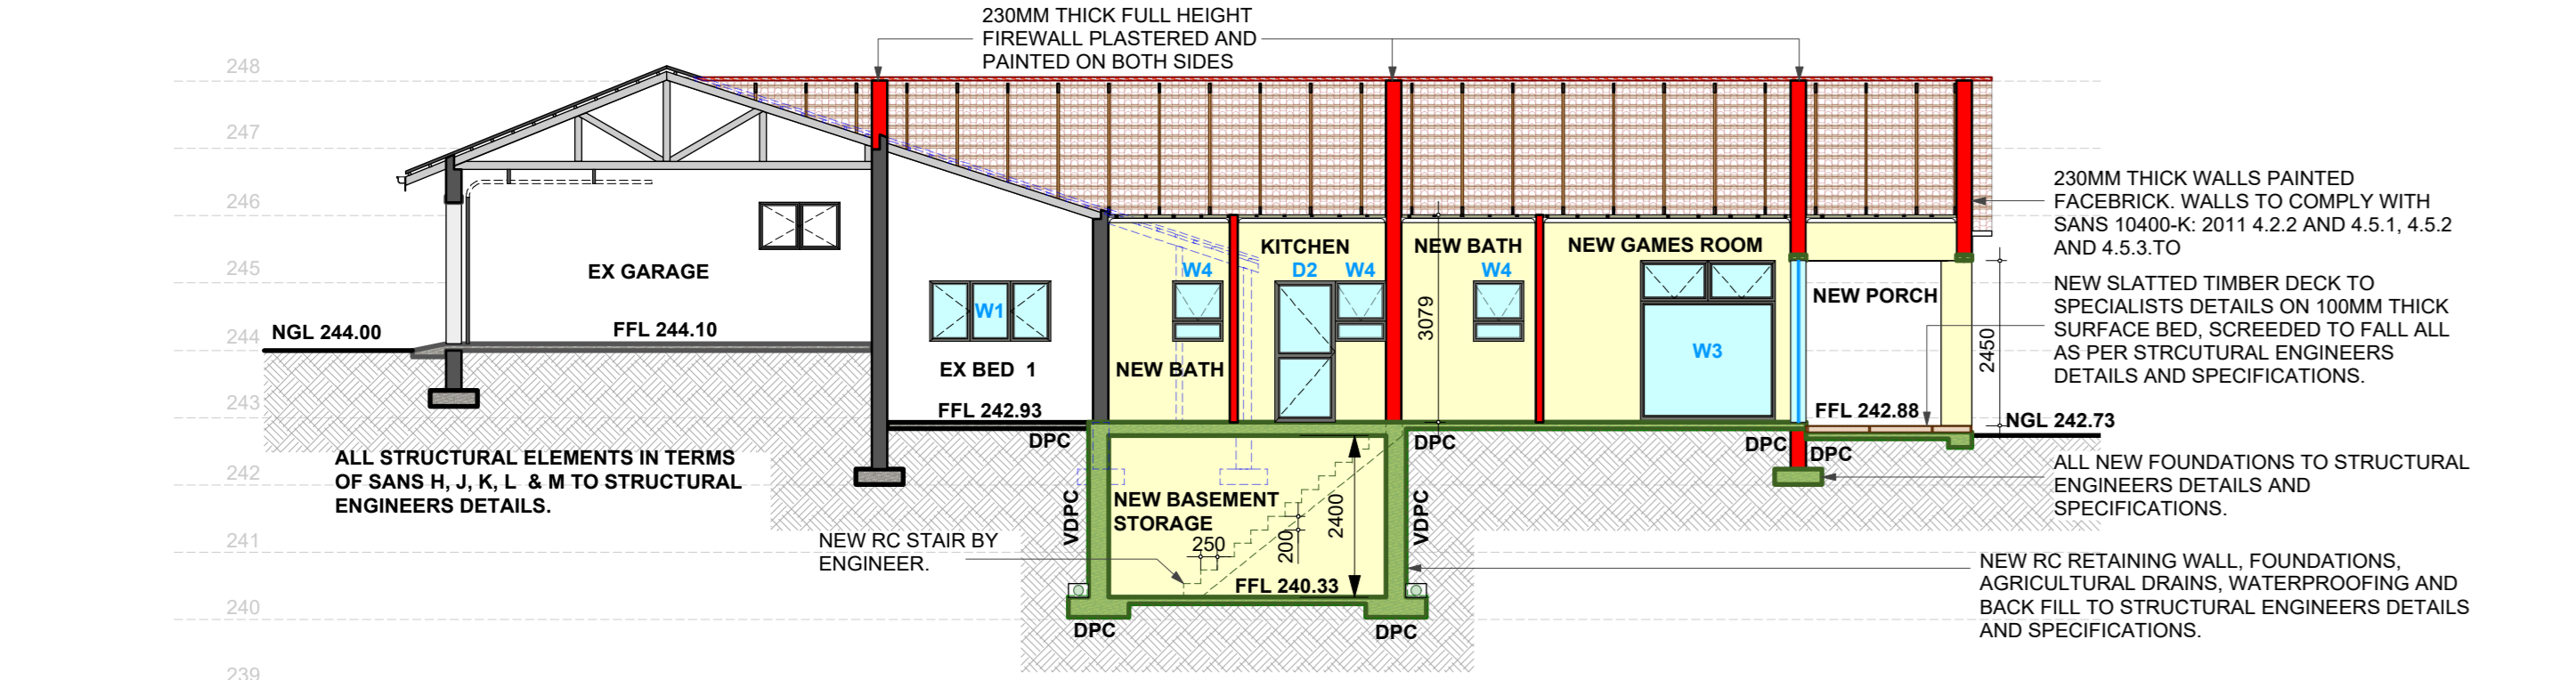 230MM THICK FULL HEIGHT
FIREWALL PLASTERED AND
PAINTED ON BOTH SIDES
248
247
246
245
244
243
242
241
240
239
230MM THICK WALLS PAINTED
FACEBRICK. WALLS TO COMPLY WITH
SANS 10400-K: 2011 4.2.2 AND 4.5.1, 4.5.2
AND 4.5.3.TO
NEW SLATTED TIMBER DECK TO
SPECIALISTS DETAILS ON 100MM THICK
SURFACE BED, SCREEDED TO FALL ALL
AS PER STRCUTURAL ENGINEERS
DETAILS AND SPECIFICATIONS.
EX GARAGE
NGL 244.00
FFL 244.10
W1
EX BED 1
FFL 242.93
DPC
NEW BATH
W4
KITCHEN
D2
W4
3079
NEW BATH
W4
NEW GAMES ROOM
W3
NEW PORCH
2450
FFL 242.88
NGL 242.73
DPC
DPC
DPC
ALL STRUCTURAL ELEMENTS IN TERMS
OF SANS H, J, K, L & M TO STRUCTURAL
ENGINEERS DETAILS.
ALL NEW FOUNDATIONS TO STRUCTURAL
ENGINEERS DETAILS AND
SPECIFICATIONS.
VDPC
NEW BASEMENT
STORAGE
250
200
2400
VDPC
FFL 240.33
NEW RC STAIR BY
ENGINEER.
NEW RC RETAINING WALL, FOUNDATIONS,
AGRICULTURAL DRAINS, WATERPROOFING AND
BACK FILL TO STRUCTURAL ENGINEERS DETAILS
AND SPECIFICATIONS.
DPC
DPC